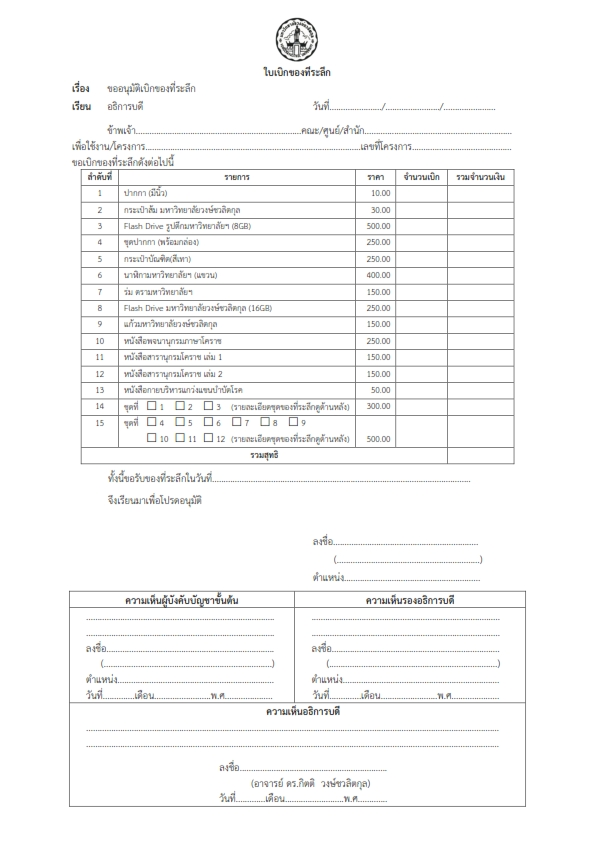 ใบเบิกของที่ระลึก
เรื่อง ขออนุมัติเบิกของที่ระลึก
เรียน อธิการบดี วันที่......................./......................../.......................
ข้าพเจ้า..........................................................................คณะ/ศูนย์/สำนัก.................................................................
เพื่อใช้งาน/โครงการ................................................................................................เลขที่โครงการ.............................................
ขอเบิกของที่ระลึกดังต่อไปนี้
ลำดับที่ รายการ ราคา จำนวนเบิก รวมจำนวนเงิน
1 ปากกา (มีนิ้ว) 10.00
2 กระเป๋าส้ม มหาวิทยาลัยวงษ์ชวลิตกุล 30.00
3 Flash Drive รูปตึกมหาวิทยาลัยฯ (8GB) 500.00
4 ชุดปากกา (พร้อมกล่อง) 250.00
5 กระเป๋าบัณฑิต(สีเทา) 250.00
6 นาฬิกามหาวิทยาลัยฯ (แขวน) 400.00
7 ร่ม ตรามหาวิทยาลัยฯ 150.00
8 Flash Drive มหาวิทยาลัยวงษ์ชวลิตกุล (16GB) 250.00
9 แก้วมหาวิทยาลัยวงษ์ชวลิตกุล 150.00
10 หนังสือพจนานุกรมภาษาโคราช 250.00
11 หนังสือสารานุกรมโคราช เล่ม 1 150.00
12 หนังสือสารานุกรมโคราช เล่ม 2 150.00
13 หนังสือกายบริหารแกว่งแขนบำบัดโรค 50.00
14 ชุดที่ ☐ 1 ☐ 2 ☐ 3 (รายละเอียดชุดของที่ระลึกดูด้านหลัง) 300.00
15 ชุดที่ ☐ 4 ☐ 5 ☐ 6 ☐ 7 ☐ 8 ☐ 9
☐ 10 ☐ 11 ☐ 12 (รายละเอียดชุดของที่ระลึกดูด้านหลัง) 500.00
รวมสุทธิ
ทั้งนี้ขอรับของที่ระลึกในวันที่....................................................................................................................
จึงเรียนมาเพื่อโปรดอนุมัติ
ลงชื่อ.................................................................
(................................................................)
ตำแหน่ง.............................................................
ความเห็นผู้บังคับบัญชาขั้นต้น ความเห็นรองอธิการบดี
.................................................................................... ....................................................................................
.................................................................................... ....................................................................................
ลงชื่อ.......................................................................... ลงชื่อ..........................................................................
(............................................................................) (............................................................................)
ตำแหน่ง...................................................................... ตำแหน่ง......................................................................
วันที่..............เดือน.........................พ.ศ..................... วันที่..............เดือน.........................พ.ศ.....................
ความเห็นอธิการบดี
........................................................................................................................................................................................
........................................................................................................................................................................................
ลงชื่อ.................................................................
(อาจารย์ ดร.กิตติ วงษ์ชวลิตกุล)
วันที่.............เดือน..........................พ.ศ.............